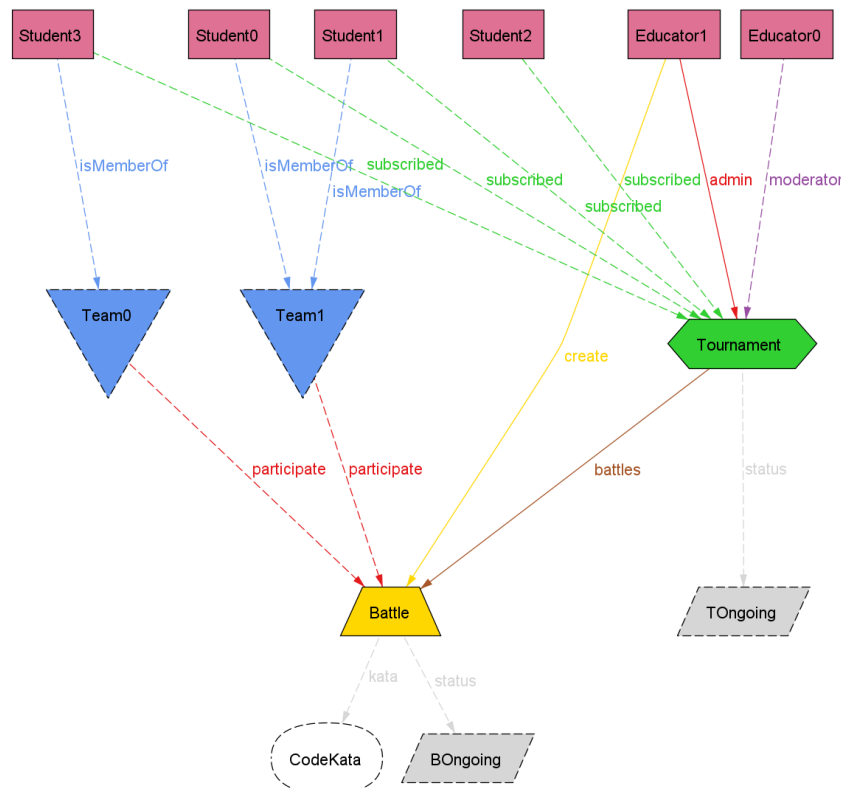 Student3
Student0
Student1
Student2
Educator1
Educator0
isMemberOf
subscribed
isMemberOf
isMemberOf
subscribed
subscribed
subscribed
admin
moderator
Team0
Team1
Tournament
create
participate
participate
battles
status
Battle
TOngoing
kata
status
CodeKata
BOngoing